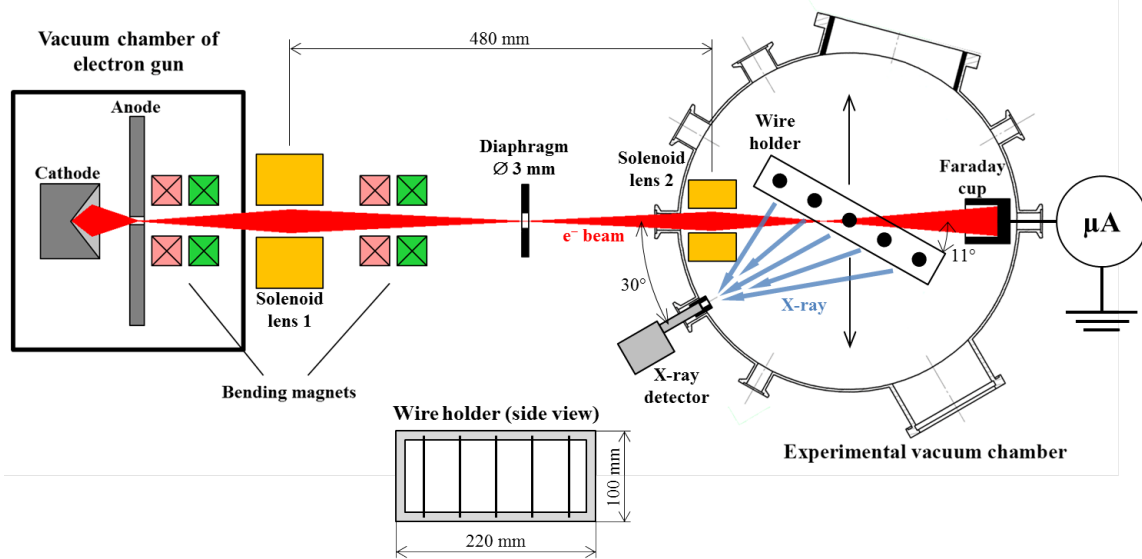 Vacuum chamber of
electron gun
Anode
Cathode
480 mm
Solenoid
lens 1
Bending magnets
Diaphragm
∅ 3 mm
e⁻ beam
Solenoid
lens 2
Wire
holder
Faraday
cup
μA
11°
30°
X-ray
X-ray
detector
Experimental vacuum chamber
Wire holder (side view)
100 mm
220 mm